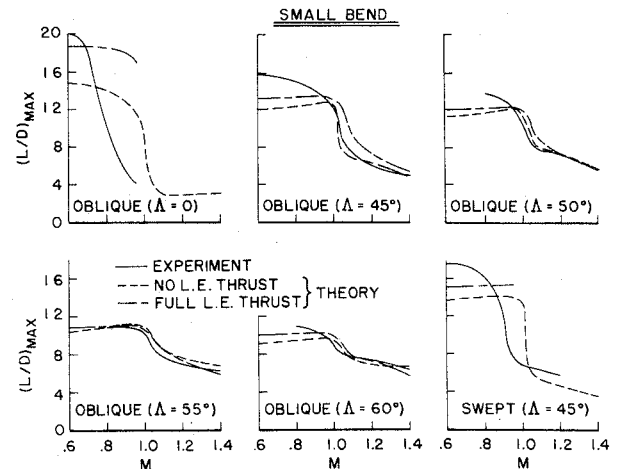 SMALL BEND
20
16
12
8
4
0
(L/D)MAX
OBLIQUE (Λ = 0)
OBLIQUE (Λ = 45°)
OBLIQUE (Λ = 50°)
EXPERIMENT
NO L.E. THRUST
FULL L.E. THRUST
} THEORY
16
12
8
4
0
(L/D)MAX
OBLIQUE (Λ = 55°)
OBLIQUE (Λ = 60°)
SWEPT (Λ = 45°)
.6 .8 1.0 1.2 1.4
.6 .8 1.0 1.2 1.4
.6 .8 1.0 1.2 1.4
M
M
M